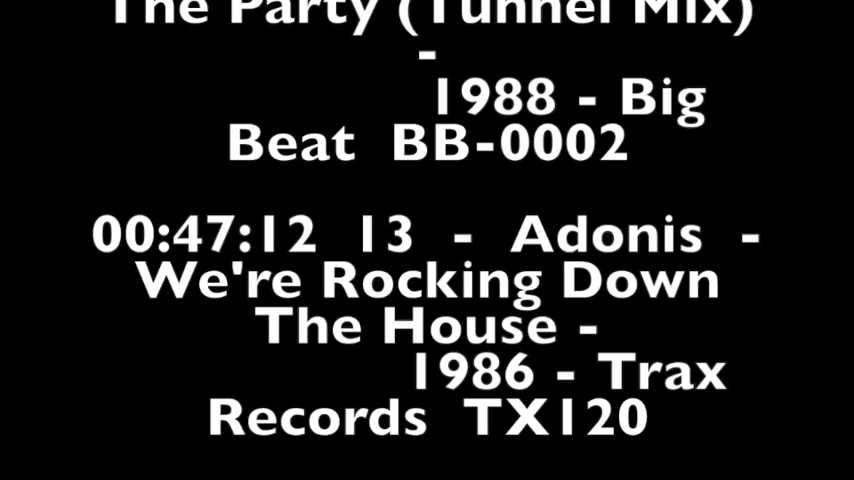 The Party (Tunnel Mix)
-
1988 - Big
Beat BB-0002
00:47:12 13 - Adonis -
We're Rocking Down
The House -
1986 - Trax
Records TX120